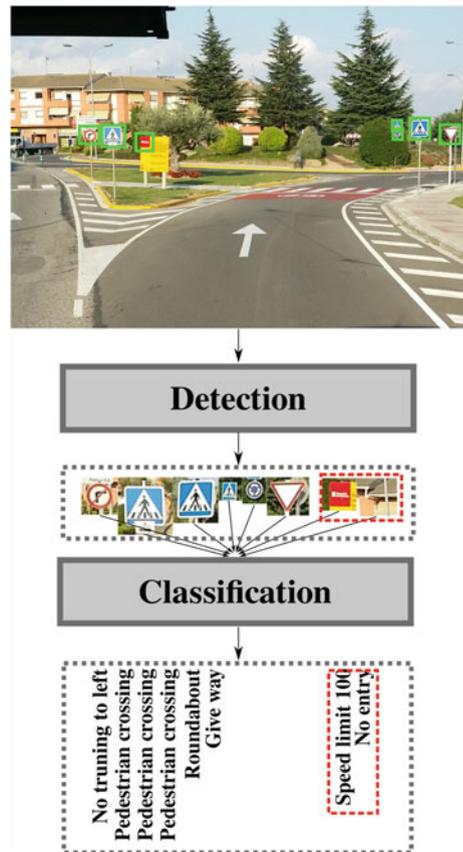 Detection
Classification
No truning to left
Pedestrian crossing
Pedestrian crossing
Pedestrian crossing
Roundabout
Give way
Speed limit 100
No entry